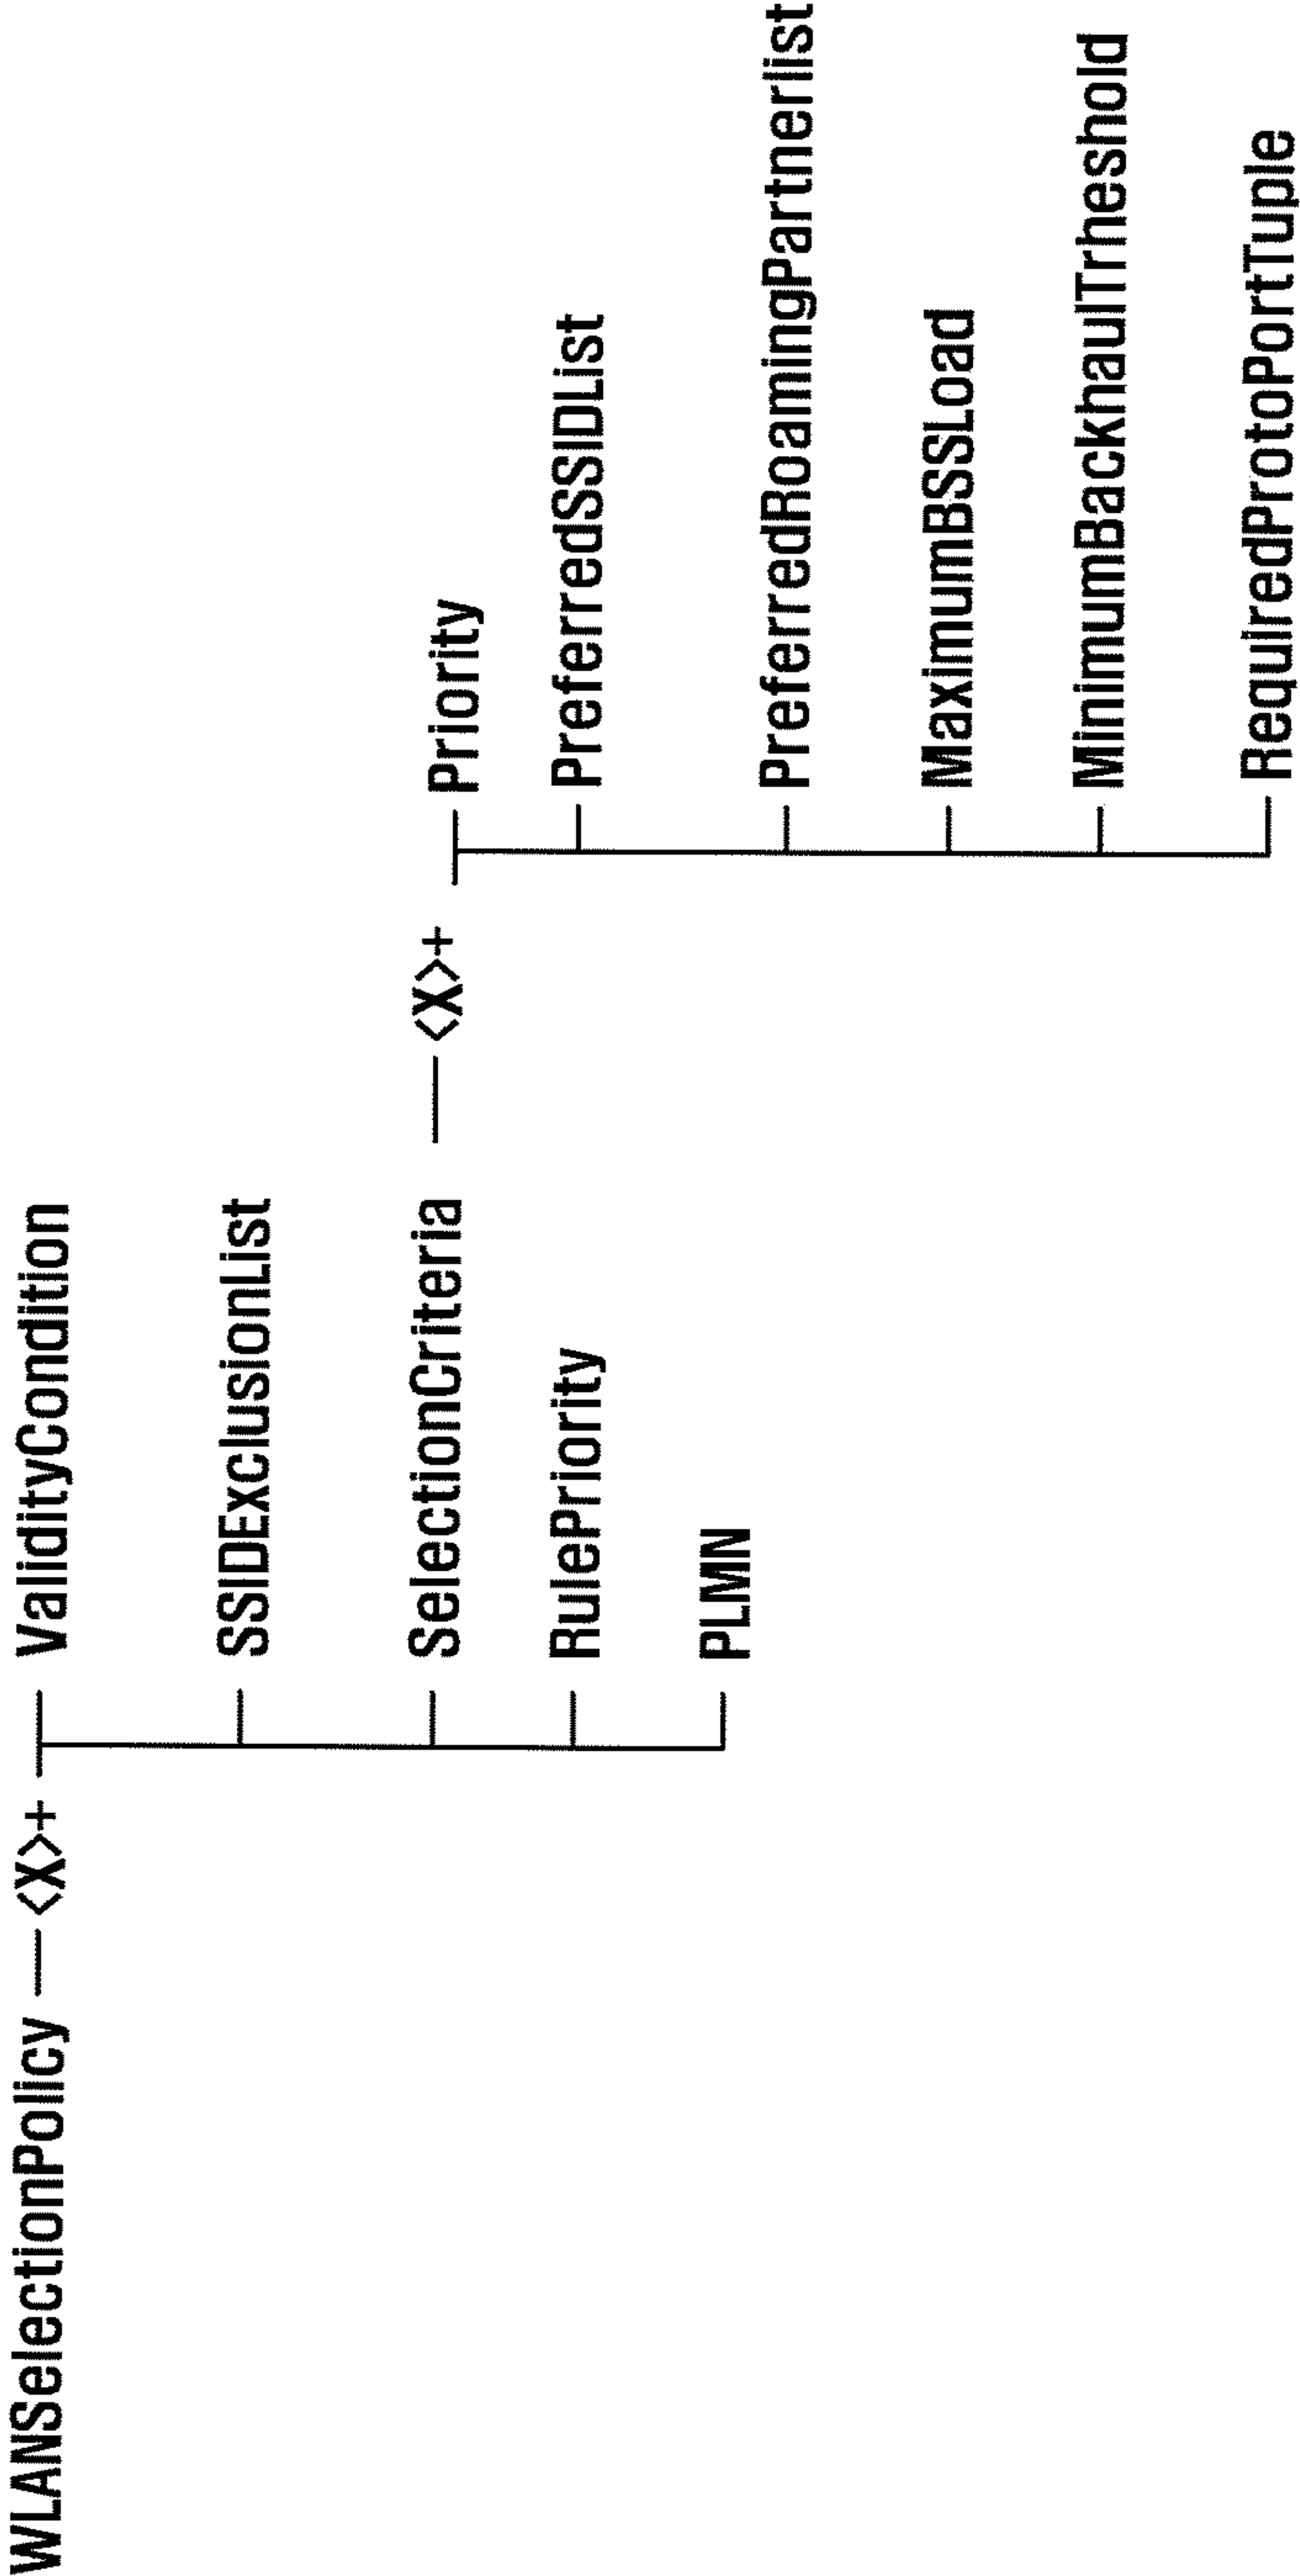 WLANSelectionPolicy <X>+ ValidityCondition
SSIDExclusionList
SelectionCriteria <X>+ Priority
RulePriority
PreferredSSIDList
PLMN
PreferredRoamingPartnerlist
MaximumBSSLoad
MinimumBackhaulTrheshold
RequiredProtoPortTuple